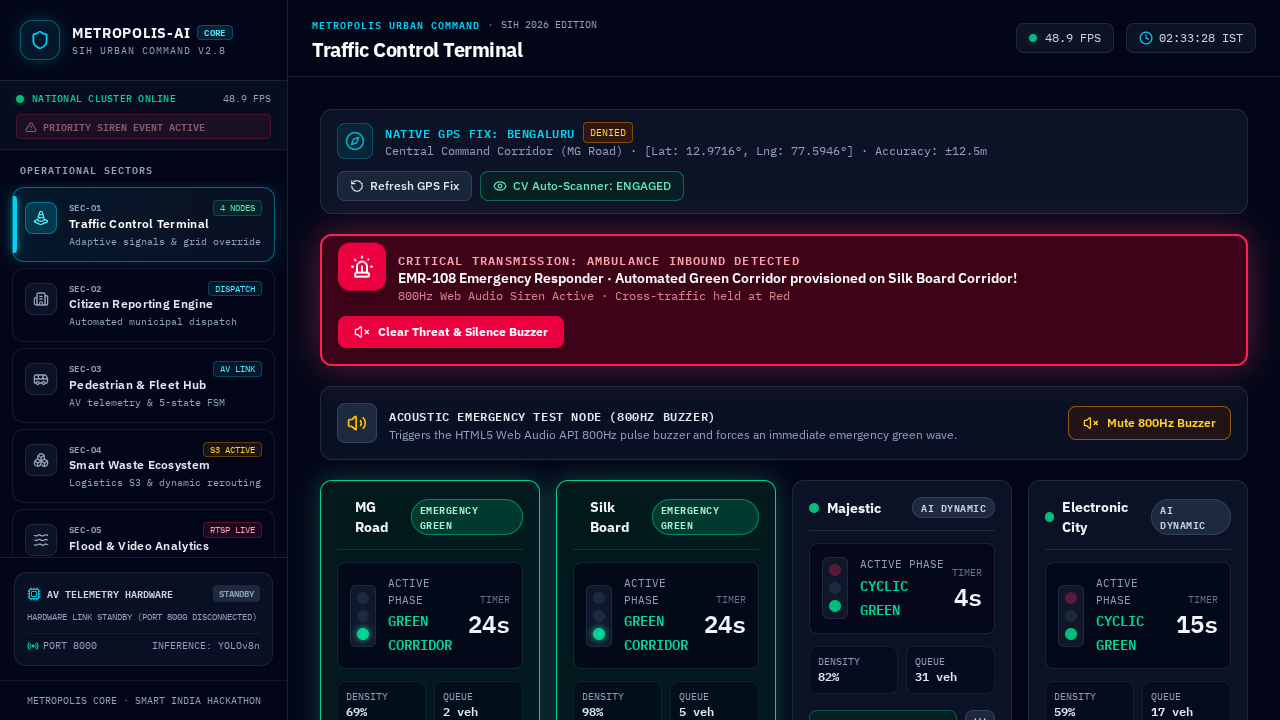 METROPOLIS-AI CORE
SIH URBAN COMMAND V2.8
NATIONAL CLUSTER ONLINE 48.9 FPS
PRIORITY SIREN EVENT ACTIVE
OPERATIONAL SECTORS
SEC-01 4 NODES
Traffic Control Terminal
Adaptive signals & grid override
SEC-02 DISPATCH
Citizen Reporting Engine
Automated municipal dispatch
SEC-03 AV LINK
Pedestrian & Fleet Hub
AV telemetry & 5-state FSM
SEC-04 S3 ACTIVE
Smart Waste Ecosystem
Logistics S3 & dynamic rerouting
SEC-05 RTSP LIVE
Flood & Video Analytics
AV TELEMETRY HARDWARE STANDBY
HARDWARE LINK STANDBY (PORT 8000 DISCONNECTED)
PORT 8000 INFERENCE: YOLOv8n
METROPOLIS CORE · SMART INDIA HACKATHON
METROPOLIS URBAN COMMAND · SIH 2026 EDITION
Traffic Control Terminal
48.9 FPS
02:33:28 IST
NATIVE GPS FIX: BENGALURU DENIED
Central Command Corridor (MG Road) · [Lat: 12.9716°, Lng: 77.5946°] · Accuracy: ±12.5m
Refresh GPS Fix
CV Auto-Scanner: ENGAGED
CRITICAL TRANSMISSION: AMBULANCE INBOUND DETECTED
EMR-108 Emergency Responder · Automated Green Corridor provisioned on Silk Board Corridor!
800Hz Web Audio Siren Active · Cross-traffic held at Red
Clear Threat & Silence Buzzer
ACOUSTIC EMERGENCY TEST NODE (800HZ BUZZER)
Triggers the HTML5 Web Audio API 800Hz pulse buzzer and forces an immediate emergency green wave.
Mute 800Hz Buzzer
MG
Road
EMERGENCY
GREEN
ACTIVE
PHASE
GREEN
CORRIDOR
TIMER
24s
DENSITY
69%
QUEUE
2 veh
Silk
Board
EMERGENCY
GREEN
ACTIVE
PHASE
GREEN
CORRIDOR
TIMER
24s
DENSITY
98%
QUEUE
5 veh
Majestic
AI DYNAMIC
ACTIVE PHASE
CYCLIC
GREEN
TIMER
4s
DENSITY
82%
QUEUE
31 veh
Electronic
City
AI
DYNAMIC
ACTIVE
PHASE
CYCLIC
GREEN
TIMER
15s
DENSITY
59%
QUEUE
17 veh